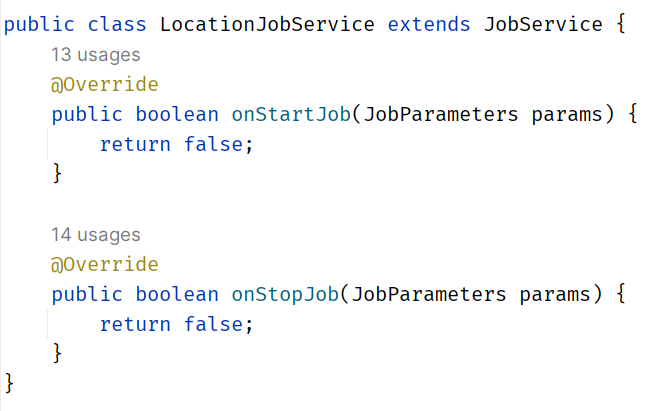 public class LocationJobService extends JobService {
13 usages
@Override
public boolean onStartJob(JobParameters params) {
return false;
}
14 usages
@Override
public boolean onStopJob(JobParameters params) {
return false;
}
}